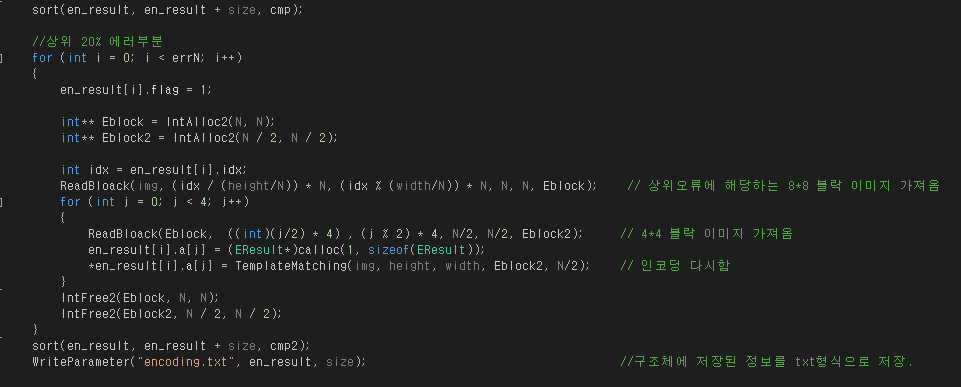 sort(en_result, en_result + size, cmp);
//상위 20% 에러부분
for (int i = 0; i < errN; i++)
{
en_result[i].flag = 1;
int** Eblock = IntAlloc2(N, N);
int** Eblock2 = IntAlloc2(N / 2, N / 2);
int idx = en_result[i].idx;
ReadBloack(img, (idx / (height/N)) * N, (idx % (width/N)) * N, N, N, Eblock); // 상위오류에 해당하는 8*8 블락 이미지 가져옴
for (int j = 0; j < 4; j++)
{
ReadBloack(Eblock, ((int)(j/2) * 4) , (j % 2) * 4, N/2, N/2, Eblock2); // 4*4 블락 이미지 가져옴
en_result[i].a[j] = (EResult*)calloc(1, sizeof(EResult));
*en_result[i].a[j] = TemplateMatching(img, height, width, Eblock2, N/2); // 인코딩 다시함
}
IntFree2(Eblock, N, N);
IntFree2(Eblock2, N / 2, N / 2);
}
sort(en_result, en_result + size, cmp2);
WriteParameter("encoding.txt", en_result, size); //구조체에 저장된 정보를 txt형식으로 저장.